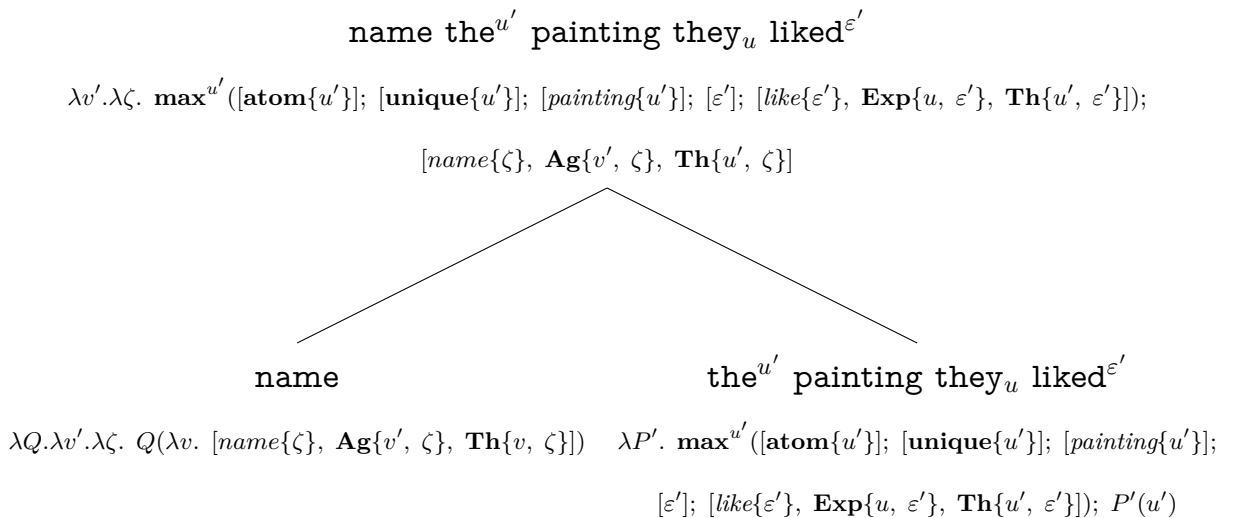 name the^{u′} painting they_u liked^{ε′}
λv′.λζ. max^{u′}([atom{u′}]; [unique{u′}]; [painting{u′}]; [ε′]; [like{ε′}, Exp{u, ε′}, Th{u′, ε′}]);
[name{ζ}, Ag{v′, ζ}, Th{u′, ζ}]
name
the^{u′} painting they_u liked^{ε′}
λQ.λv′.λζ. Q(λv. [name{ζ}, Ag{v′, ζ}, Th{v, ζ}])
λP′. max^{u′}([atom{u′}]; [unique{u′}]; [painting{u′}];
[ε′]; [like{ε′}, Exp{u, ε′}, Th{u′, ε′}]); P′(u′)